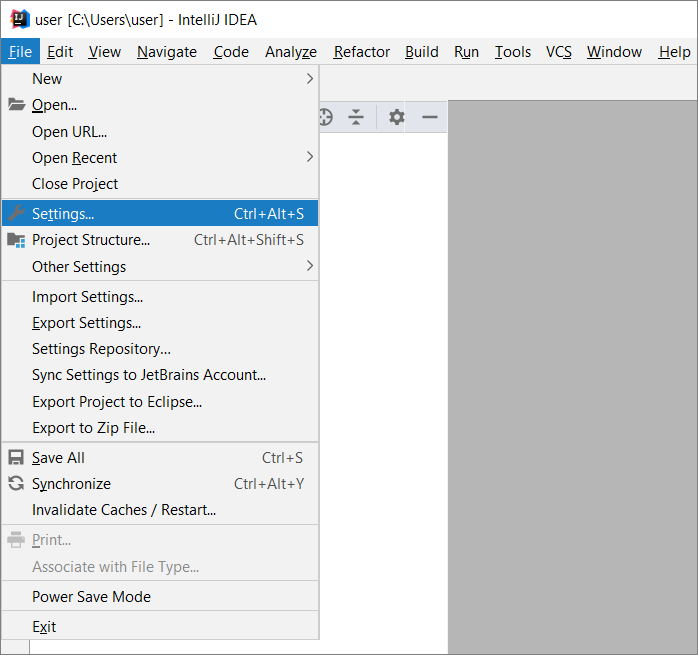 user [C:\Users\user] - IntelliJ IDEA
File Edit View Navigate Code Analyze Refactor Build Run Tools VCS Window Help
New
Open...
Open URL...
Open Recent
Close Project
Settings... Ctrl+Alt+S
Project Structure... Ctrl+Alt+Shift+S
Other Settings
Import Settings...
Export Settings...
Settings Repository...
Sync Settings to JetBrains Account...
Export Project to Eclipse...
Export to Zip File...
Save All Ctrl+S
Synchronize Ctrl+Alt+Y
Invalidate Caches / Restart...
Print...
Associate with File Type...
Power Save Mode
Exit